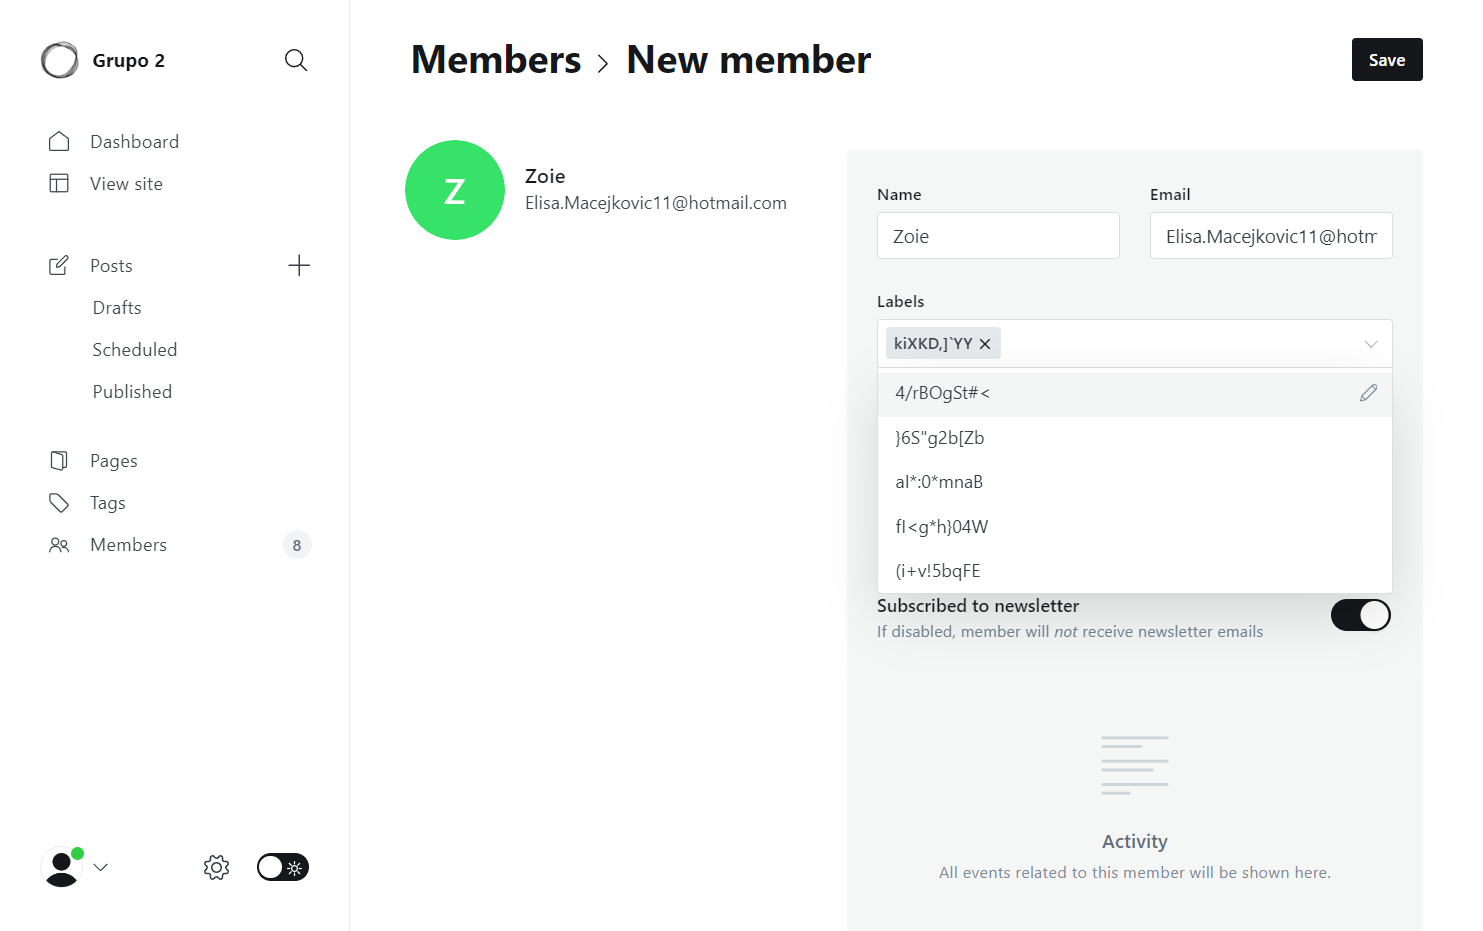 Grupo 2
Dashboard
View site
Posts
Drafts
Scheduled
Published
Pages
Tags
Members
8
Members
New member
Save
Z
Zoie
Elisa.Macejkovic11@hotmail.com
Name
Email
Zoie
Elisa.Macejkovic11@hotm
Labels
kiXKD,]`YY
4/rBOgSt#<
}6S"g2b[Zb
aI*:0*mnaB
fI<g*h}04W
(i+v!5bqFE
Subscribed to newsletter
If disabled, member will not receive newsletter emails
Activity
All events related to this member will be shown here.